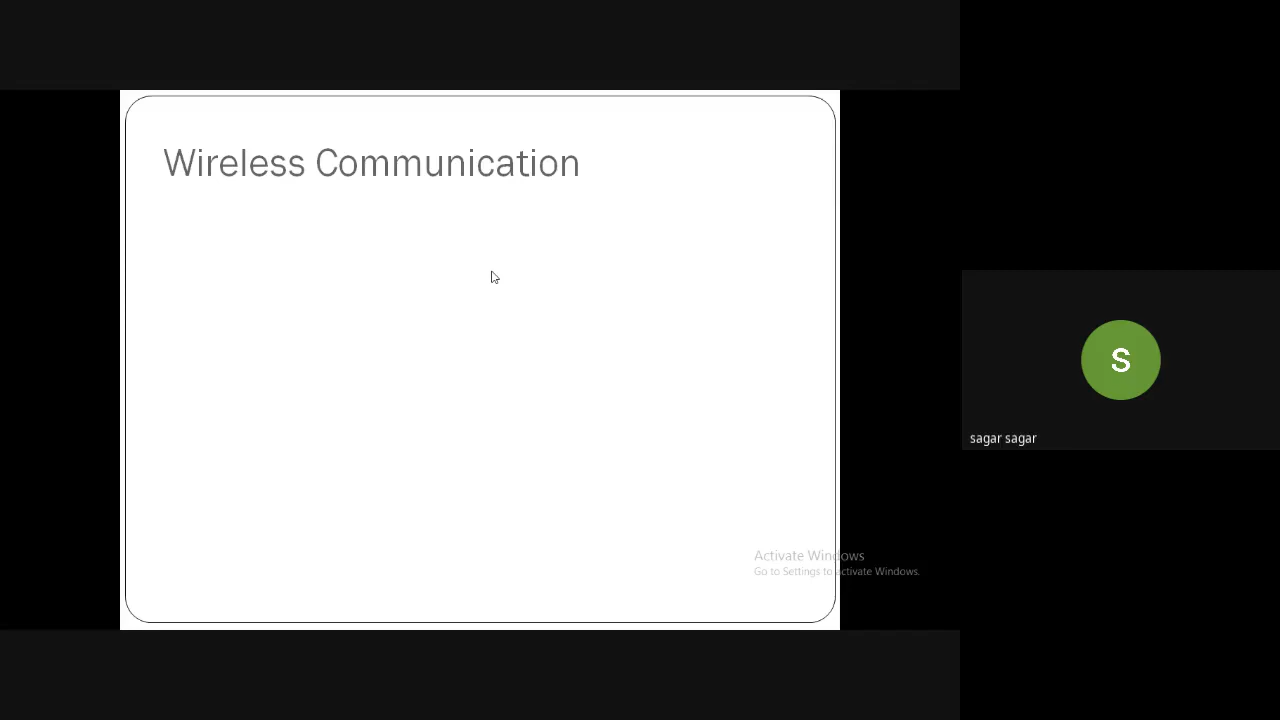 Wireless Communication
Activate Windows
Go to Settings to activate Windows.
S
sagar sagar